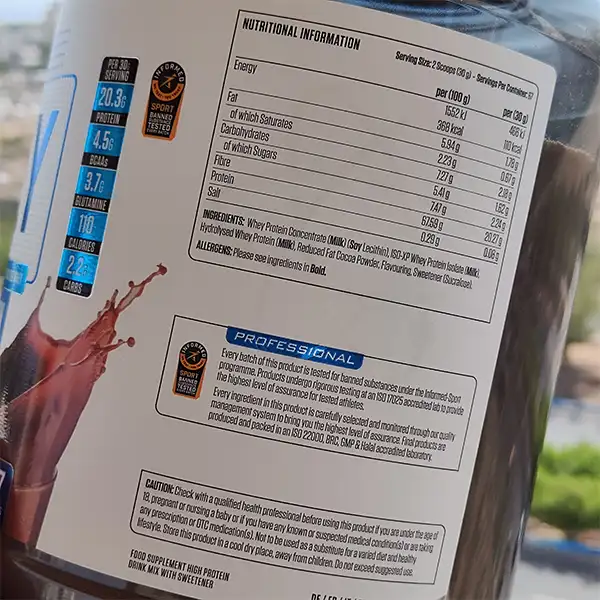 NUTRITIONAL INFORMATION
Serving Size: 2 Scoops (30 g) - Servings Per Container: 67
per (100 g) per (30 g)
Energy 1552 kJ 466 kJ
368 kcal 110 kcal
Fat 5.94 g 1.78 g
of which Saturates 2.23 g 0.67 g
Carbohydrates 7.27 g 2.18 g
of which Sugars 5.41 g 1.62 g
Fibre 7.47 g 2.24 g
Protein 67.58 g 20.27 g
Salt 0.29 g 0.08 g
INGREDIENTS: Whey Protein Concentrate (Milk) (Soy Lecithin), ISO-XP Whey Protein Isolate (Milk),
Hydrolysed Whey Protein (Milk), Reduced Fat Cocoa Powder, Flavouring, Sweetener (Sucralose).
ALLERGENS: Please see ingredients in Bold.
PER 30G
SERVING
20.3G
PROTEIN
4.5G
BCAAs
3.7G
GLUTAMINE
110
CALORIES
2.2G
CARBS
INFORMED
SPORT
BANNED
SUBSTANCE
TESTED
EVERY BATCH
PROFESSIONAL
INFORMED
SPORT
BANNED
SUBSTANCE
TESTED
Every batch of this product is tested for banned substances under the Informed-Sport
programme. Products undergo rigorous testing at an ISO 17025 accredited lab to provide
the highest level of assurance for tested athletes.
Every ingredient in this product is carefully selected and monitored through our quality
management system to bring you the highest level of assurance. Final products are
produced and packed in an ISO 22000, BRC, GMP & Halal accredited laboratory.
CAUTION: Check with a qualified health professional before using this product if you are under the age of
18, pregnant or nursing a baby or if you have any known or suspected medical condition(s) or are taking
any prescription or OTC medication(s). Not to be used as a substitute for a varied diet and healthy
lifestyle. Store this product in a cool dry place, away from children. Do not exceed suggested use.
FOOD SUPPLEMENT HIGH PROTEIN
DRINK MIX WITH SWEETENER